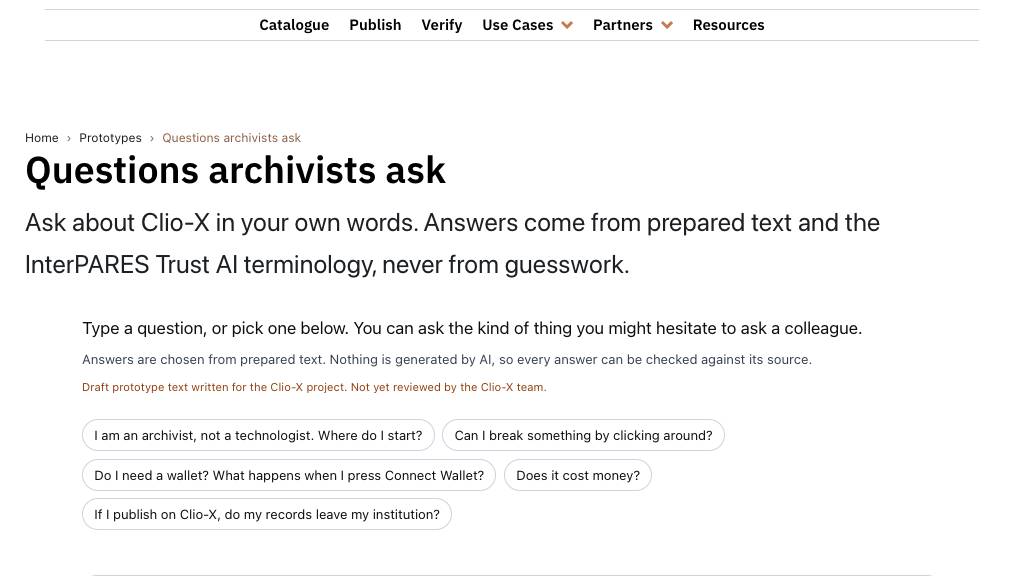 Catalogue Publish Verify Use Cases Partners Resources
Home › Prototypes › Questions archivists ask
Questions archivists ask
Ask about Clio-X in your own words. Answers come from prepared text and the
InterPARES Trust AI terminology, never from guesswork.
Type a question, or pick one below. You can ask the kind of thing you might hesitate to ask a colleague.
Answers are chosen from prepared text. Nothing is generated by AI, so every answer can be checked against its source.
Draft prototype text written for the Clio-X project. Not yet reviewed by the Clio-X team.
I am an archivist, not a technologist. Where do I start? Can I break something by clicking around?
Do I need a wallet? What happens when I press Connect Wallet? Does it cost money?
If I publish on Clio-X, do my records leave my institution?